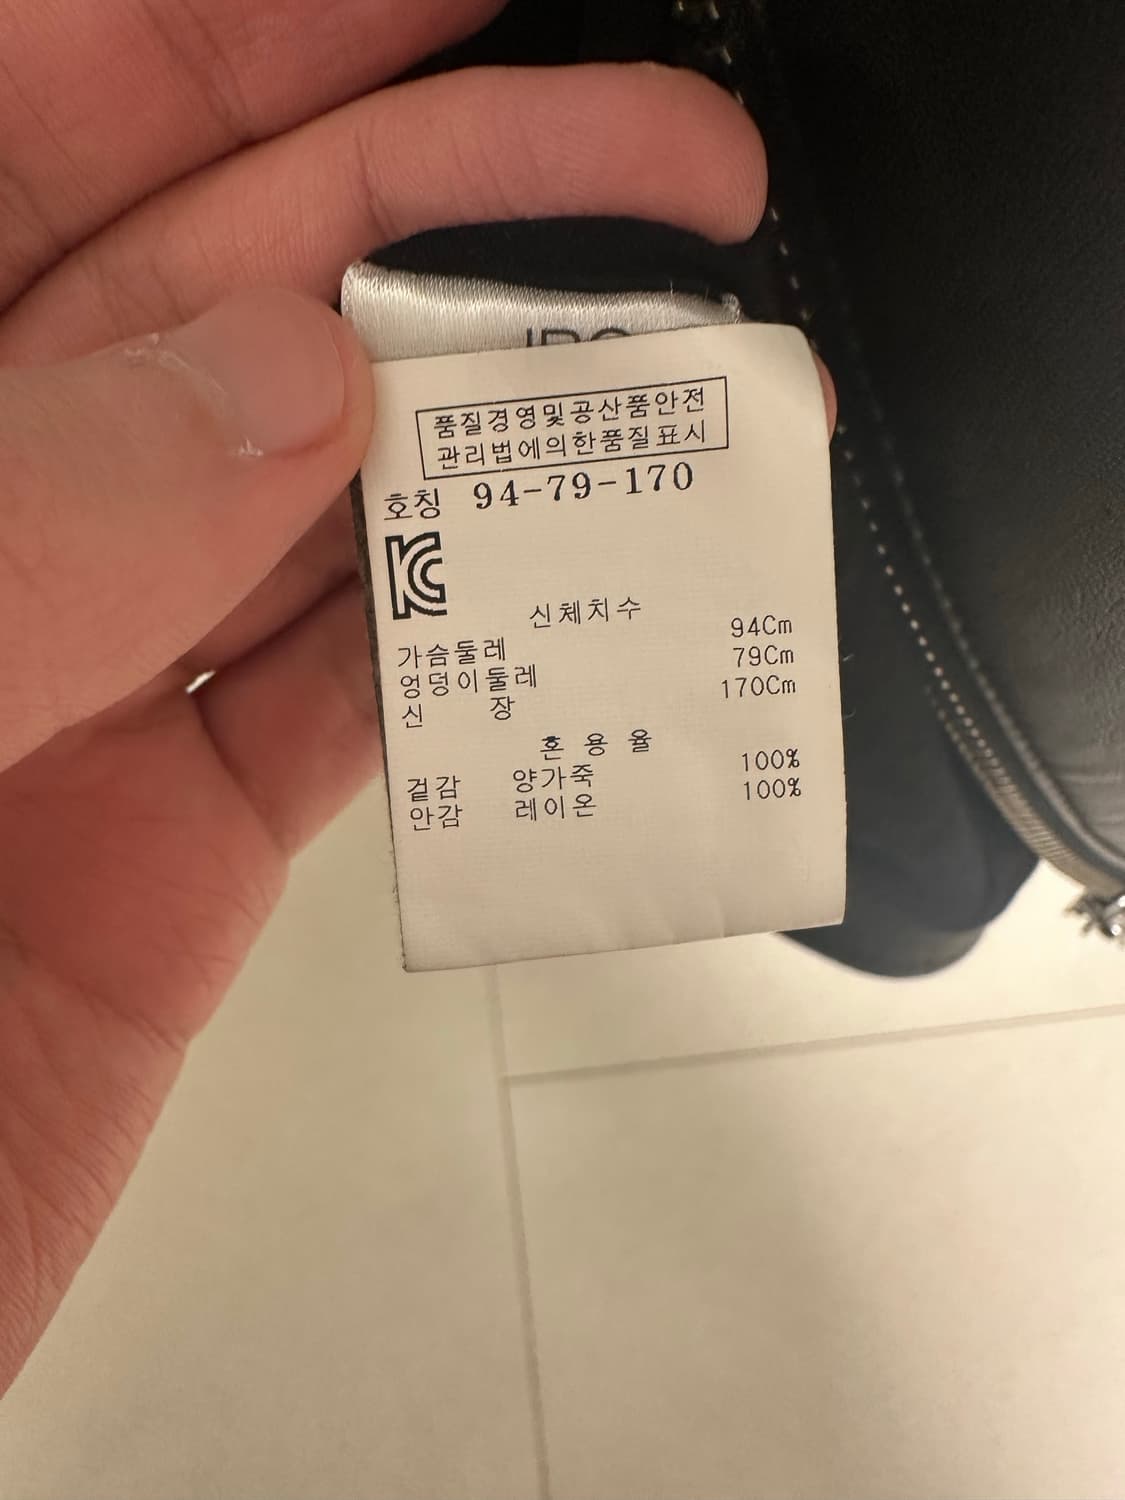 품질경영및공산품안전
관리법에의한품질표시
호칭 94-79-170
KC
신체치수
가슴둘레 94Cm
엉덩이둘레 79Cm
신 장 170Cm
혼 용 율
겉감 양가죽 100%
안감 레이온 100%